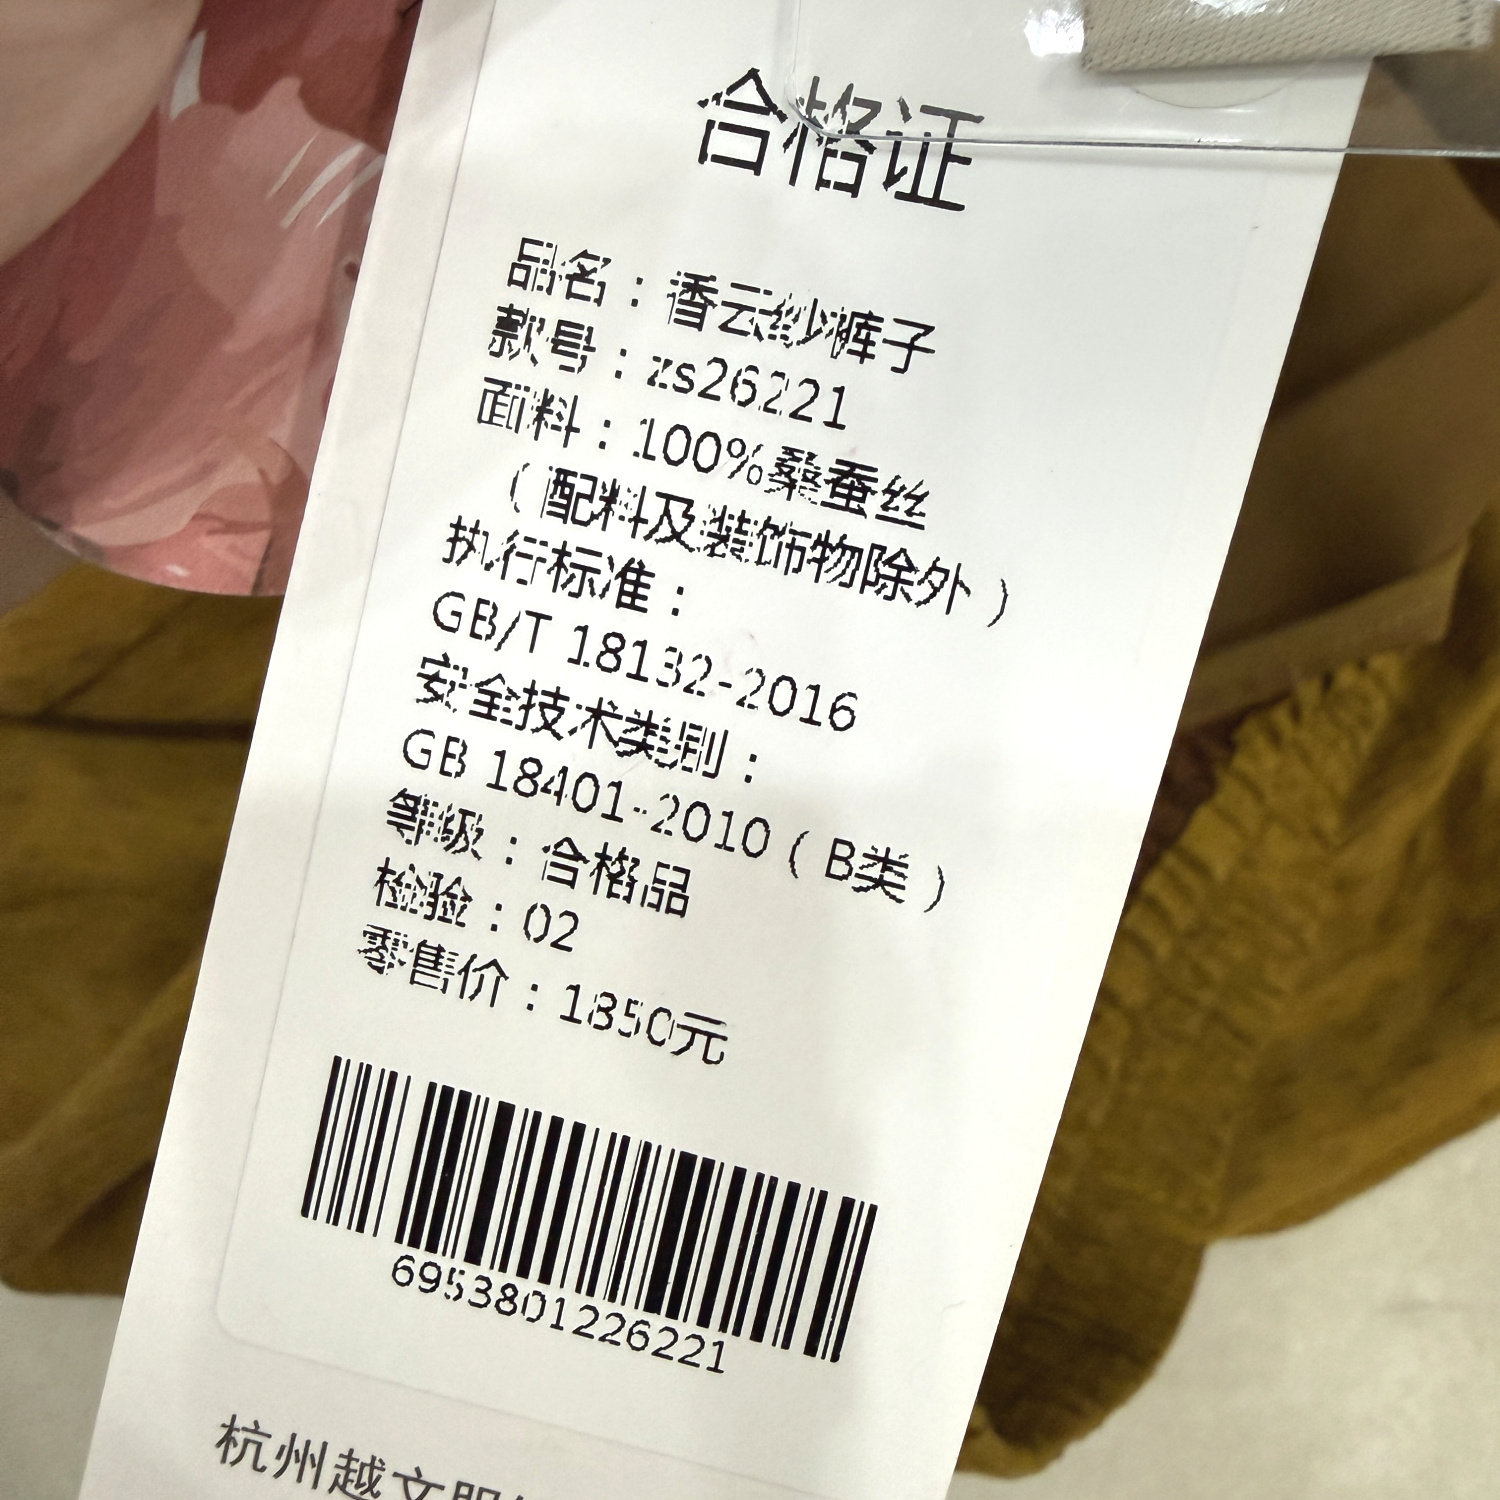 合格证
品名：香云纱裤子
款号：zs26221
面料：100%桑蚕丝
（配料及装饰物除外）
执行标准：
GB/T 18132-2016
安全技术类别：
GB 18401-2010（B类）
等级：合格品
检验：02
零售价：1850元
6953801226221
杭州越文服